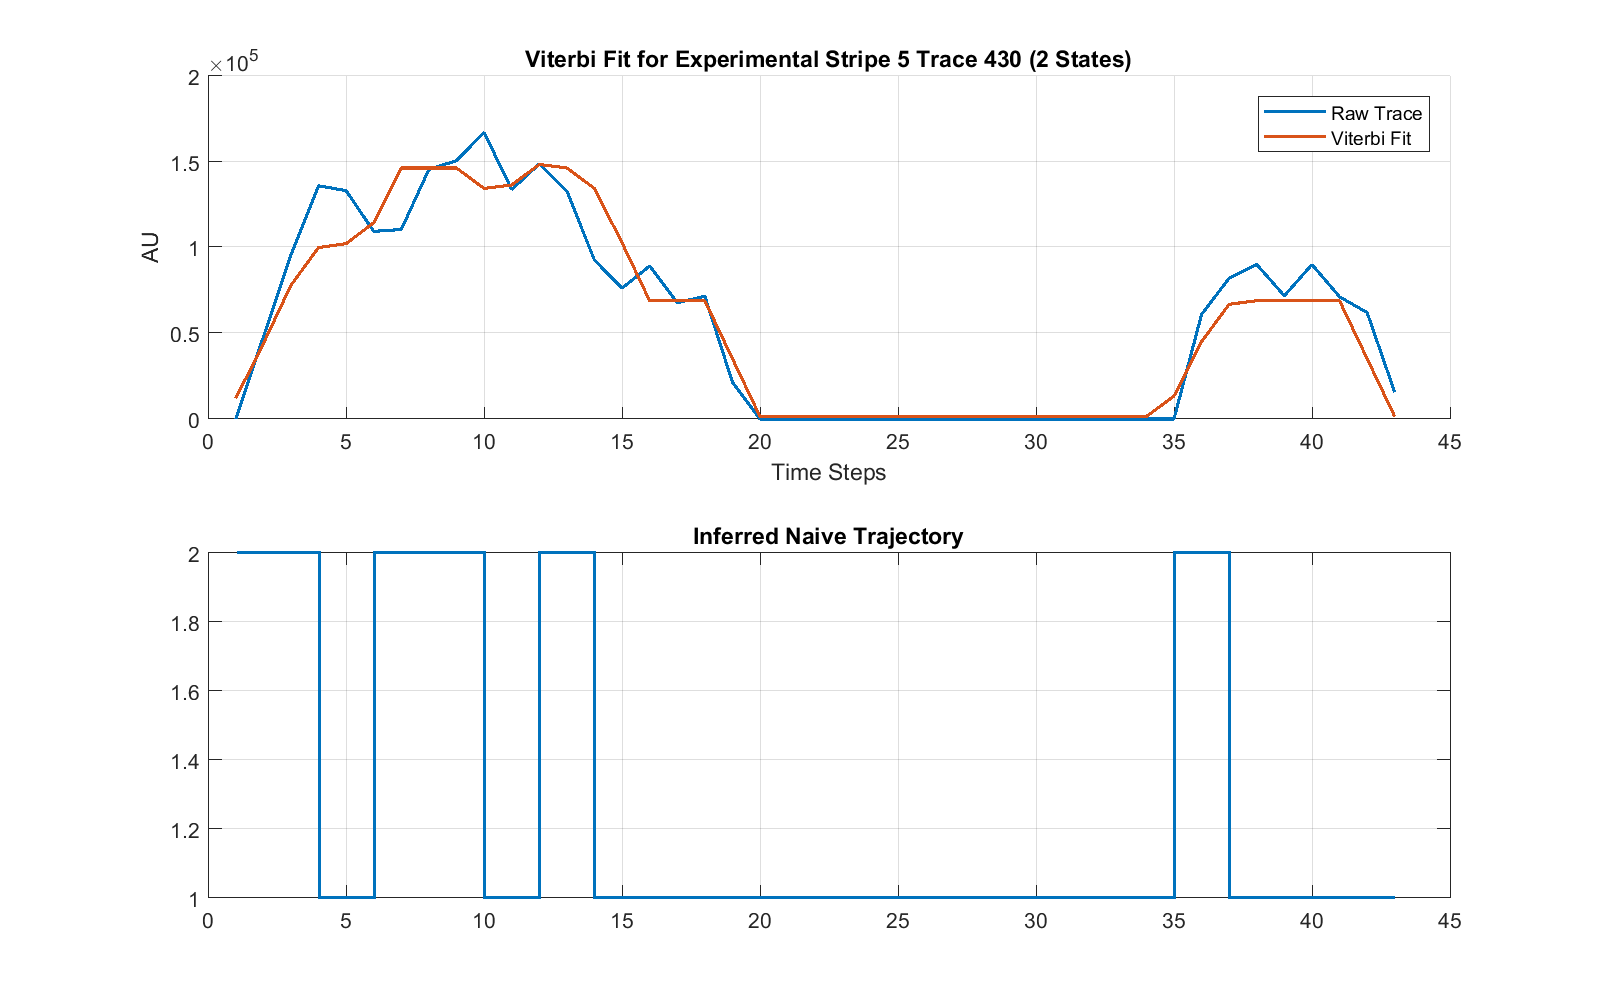 Viterbi Fit for Experimental Stripe 5 Trace 430 (2 States)
×10⁵
2
1.5
1
0.5
0
AU
Raw Trace
Viterbi Fit
0 5 10 15 20 25 30 35 40 45
Time Steps
Inferred Naive Trajectory
2
1.8
1.6
1.4
1.2
1
0 5 10 15 20 25 30 35 40 45